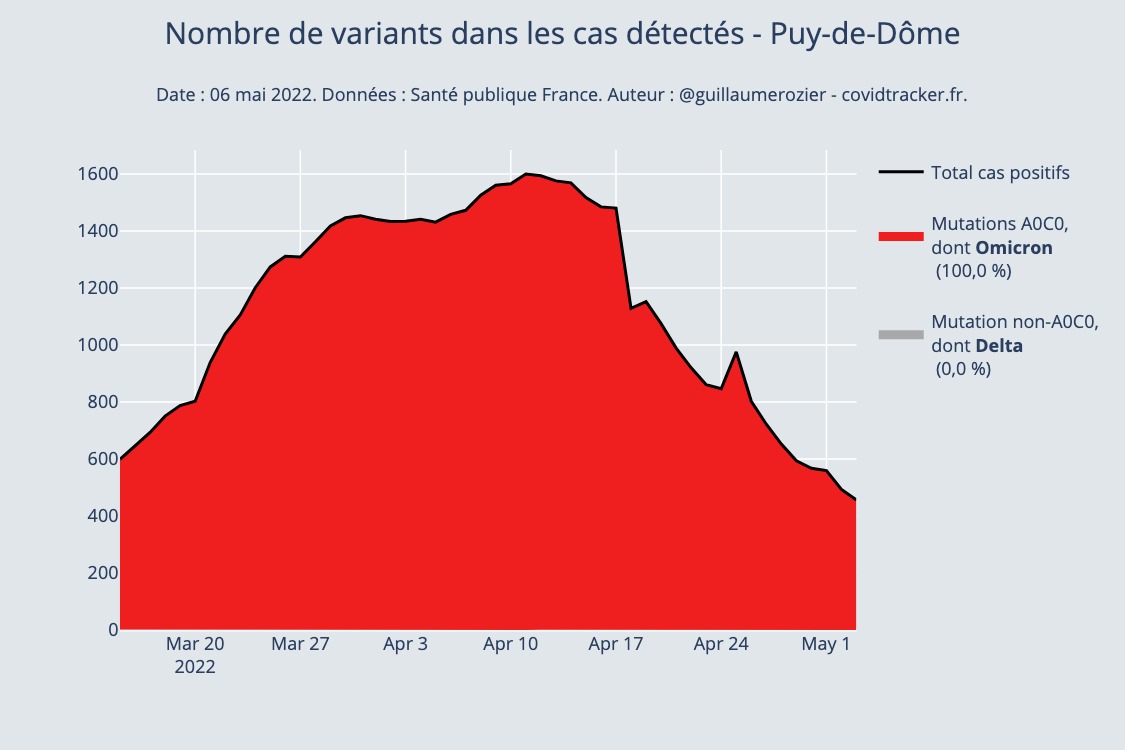 Nombre de variants dans les cas détectés - Puy-de-Dôme
Date : 06 mai 2022. Données : Santé publique France. Auteur : @guillaumerozier - covidtracker.fr.
1600
1400
1200
1000
800
600
400
200
0
Mar 20
2022
Mar 27
Apr 3
Apr 10
Apr 17
Apr 24
May 1
Total cas positifs
Mutations A0C0,
dont Omicron
(100,0 %)
Mutation non-A0C0,
dont Delta
(0,0 %)